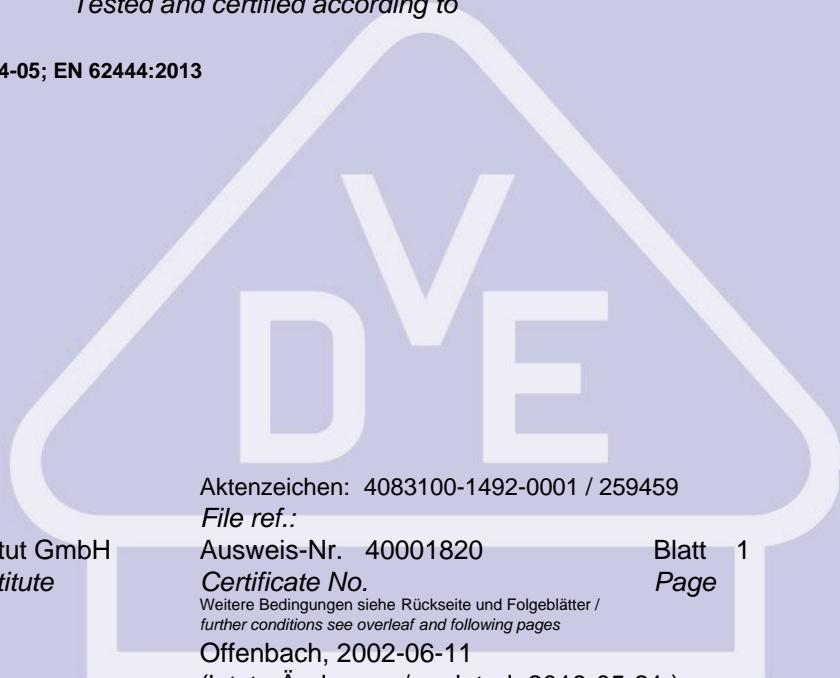 Tested and certified according to
4-05; EN 62444:2013
D V E
Aktenzeichen: 4083100-1492-0001 / 259459
File ref.:
tut GmbH Ausweis-Nr. 40001820 Blatt 1
titute Certificate No. Page
Weitere Bedingungen siehe Rückseite und Folgeblätter /
further conditions see overleaf and following pages
Offenbach, 2002-06-11